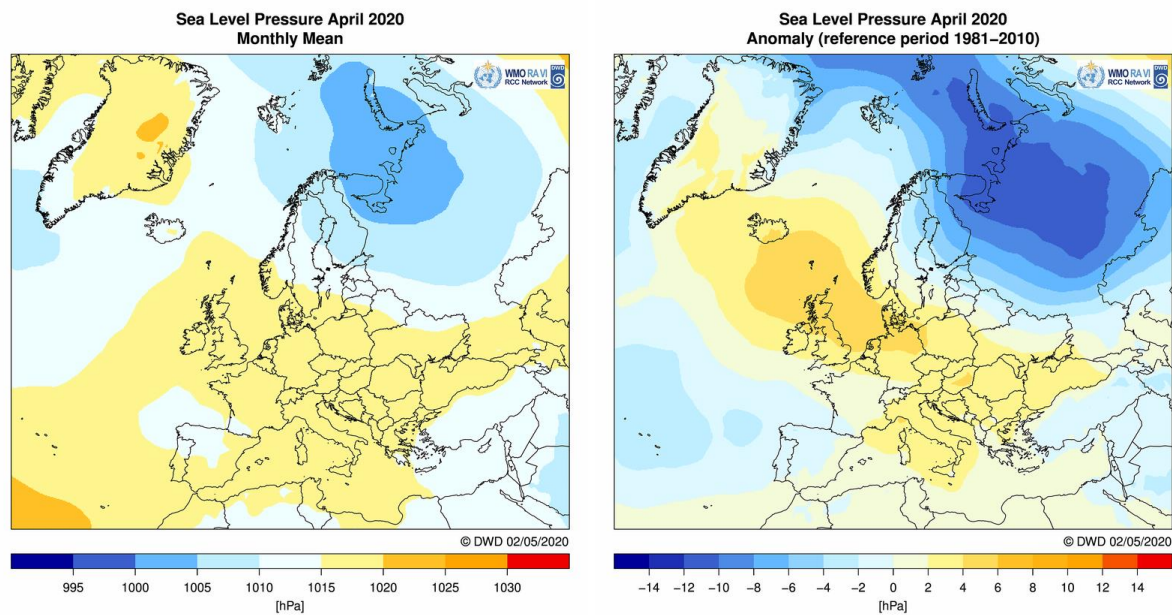 Sea Level Pressure April 2020
Monthly Mean
WMO RA VI
RCC Network
DWD
© DWD 02/05/2020
995 1000 1005 1010 1015 1020 1025 1030
[hPa]
Sea Level Pressure April 2020
Anomaly (reference period 1981−2010)
WMO RA VI
RCC Network
DWD
© DWD 02/05/2020
−14 −12 −10 −8 −6 −4 −2 0 2 4 6 8 10 12 14
[hPa]